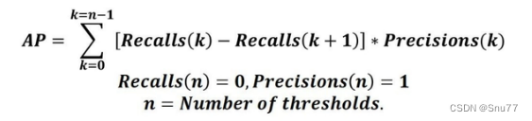 k=n−1
AP = ∑ [Recalls(k) − Recalls(k + 1)] * Precisions(k)
k=0
Recalls(n) = 0, Precisions(n) = 1
n = Number of thresholds.
CSDN @Snu77